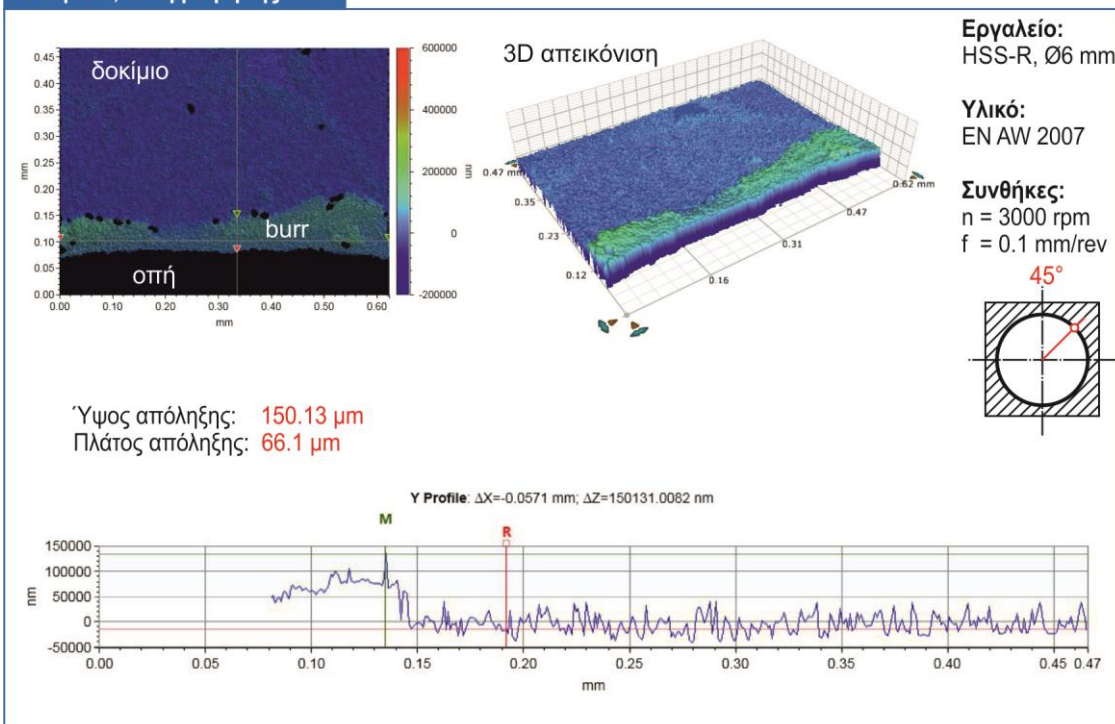 δοκίμιο
burr
οπή
0.45
0.40
0.35
0.30
0.25
0.20
0.15
0.10
0.05
0.00
mm
0.00 0.10 0.20 0.30 0.40 0.50 0.60
mm
600000
400000
200000
0
-200000
nm
3D απεικόνιση
0.47 mm
0.35
0.23
0.12
0.16
0.31
0.47
0.62 mm
Εργαλείο:
HSS-R, Ø6 mm
Υλικό:
EN AW 2007
Συνθήκες:
n = 3000 rpm
f = 0.1 mm/rev
45°
Ύψος απόληξης: 150.13 μm
Πλάτος απόληξης: 66.1 μm
Y Profile: ΔX=-0.0571 mm; ΔZ=150131.0082 nm
M
R
150000
100000
50000
0
-50000
nm
0.00 0.05 0.10 0.15 0.20 0.25 0.30 0.35 0.40 0.45 0.47
mm